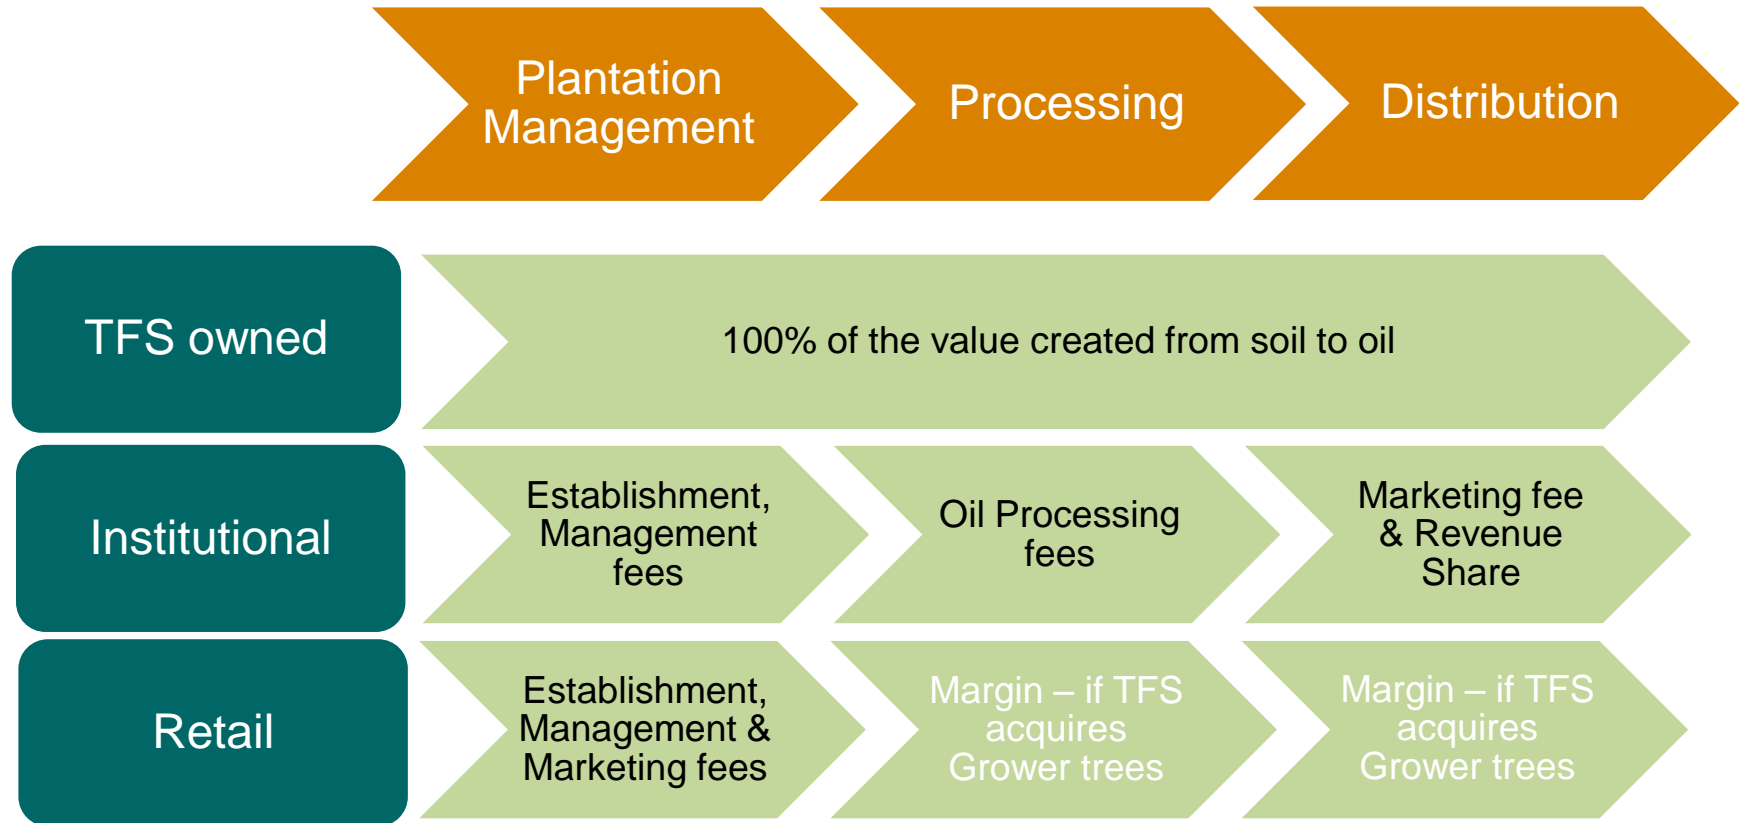 Plantation
Management
Processing
Distribution
TFS owned
100% of the value created from soil to oil
Institutional
Establishment,
Management
fees
Oil Processing
fees
Marketing fee
& Revenue
Share
Retail
Establishment,
Management &
Marketing fees
Margin – if TFS
acquires
Grower trees
Margin – if TFS
acquires
Grower trees